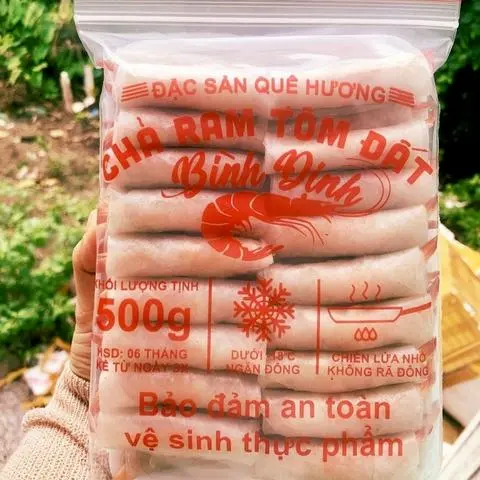 ĐẶC SẢN QUÊ HƯƠNG
CHẢ RAM TÔM ĐẤT
Bình Định
KHỐI LƯỢNG TỊNH
500g
HSD: 06 THÁNG
KỂ TỪ NGÀY SX
DƯỚI -18°C
NGĂN ĐÔNG
CHIÊN LỬA NHỎ
KHÔNG RÃ ĐÔNG
Bảo đảm an toàn
vệ sinh thực phẩm